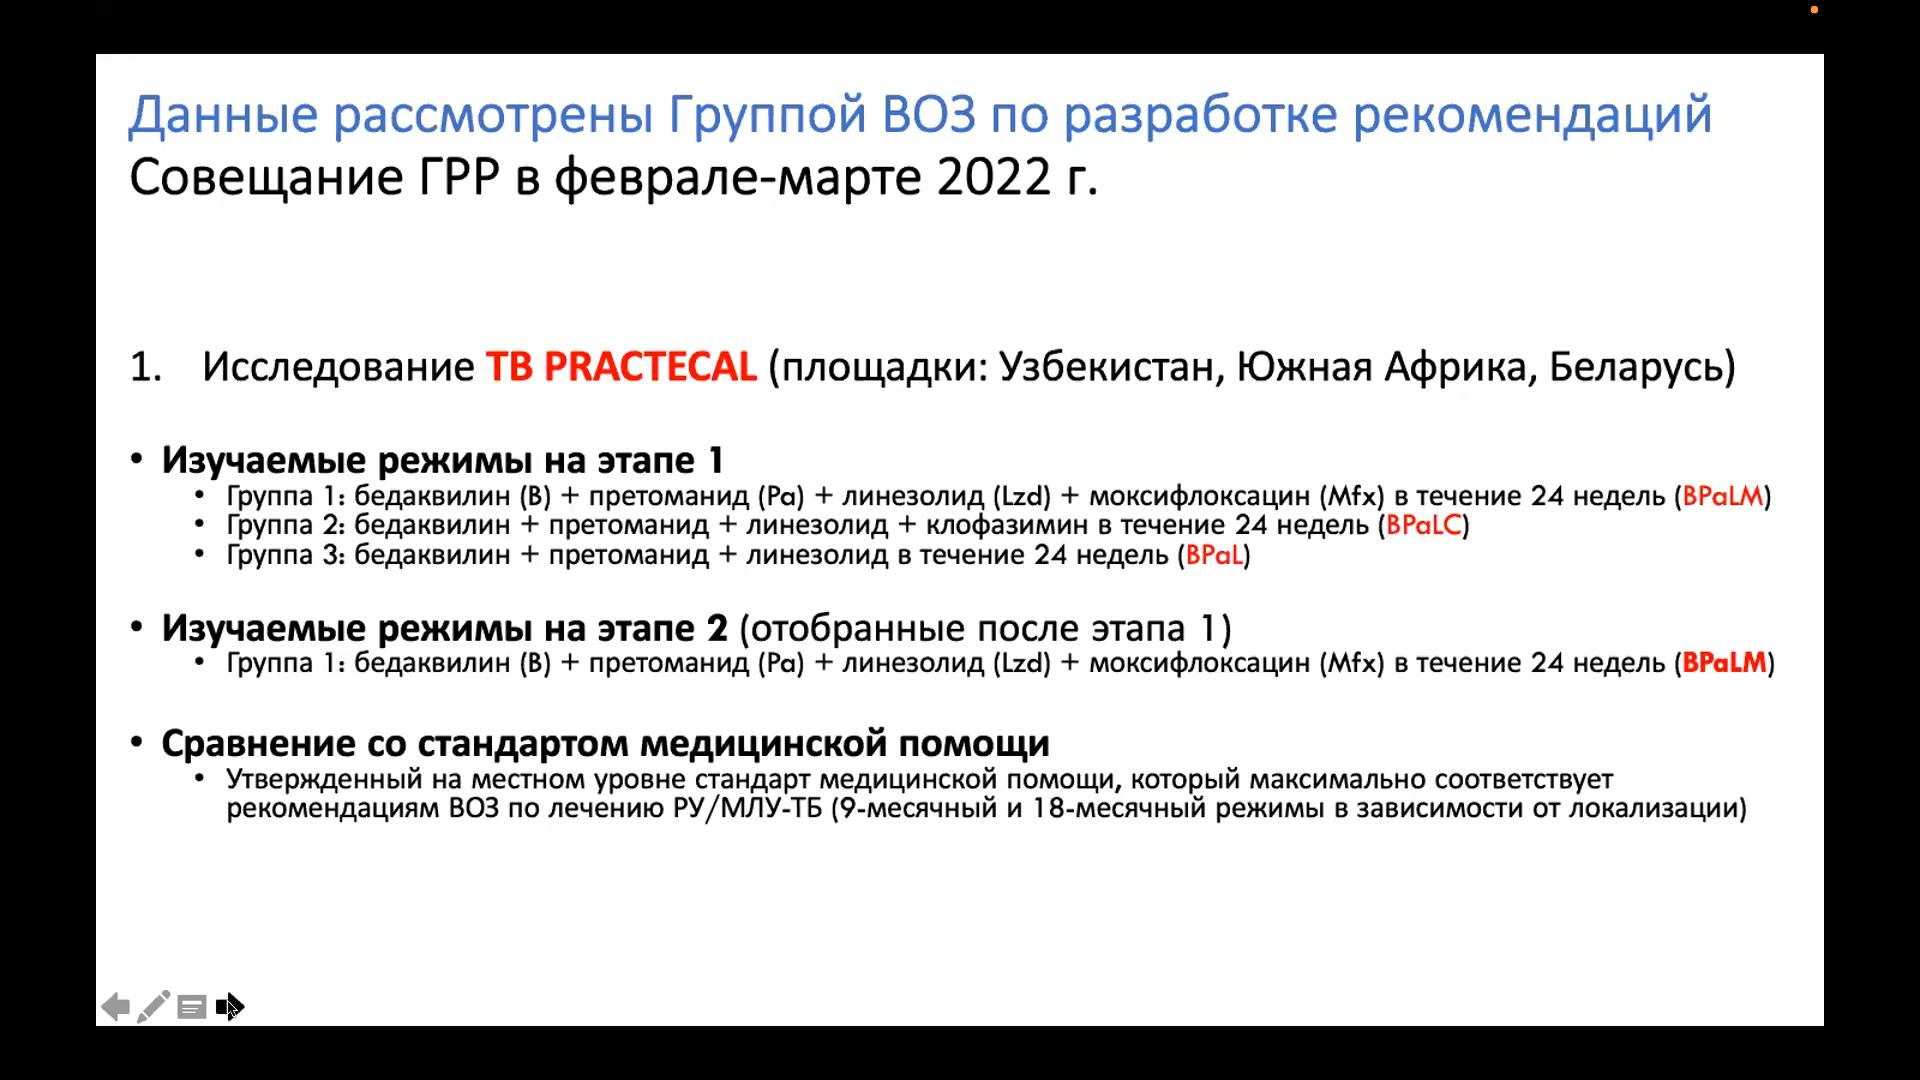 Данные рассмотрены Группой ВОЗ по разработке рекомендаций
Совещание ГРР в феврале-марте 2022 г.
1. Исследование TB PRACTECAL (площадки: Узбекистан, Южная Африка, Беларусь)
• Изучаемые режимы на этапе 1
• Группа 1: бедаквилин (B) + претоманид (Pa) + линезолид (Lzd) + моксифлоксацин (Mfx) в течение 24 недель (BPaLM)
• Группа 2: бедаквилин + претоманид + линезолид + клофазимин в течение 24 недель (BPaLC)
• Группа 3: бедаквилин + претоманид + линезолид в течение 24 недель (BPaL)
• Изучаемые режимы на этапе 2 (отобранные после этапа 1)
• Группа 1: бедаквилин (B) + претоманид (Pa) + линезолид (Lzd) + моксифлоксацин (Mfx) в течение 24 недель (BPaLM)
• Сравнение со стандартом медицинской помощи
• Утвержденный на местном уровне стандарт медицинской помощи, который максимально соответствует
рекомендациям ВОЗ по лечению РУ/МЛУ-ТБ (9-месячный и 18-месячный режимы в зависимости от локализации)